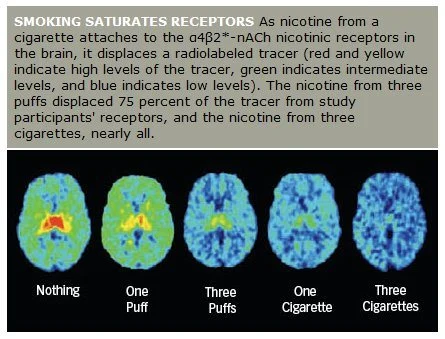 SMOKING SATURATES RECEPTORS As nicotine from a
cigarette attaches to the α4β2*-nACh nicotinic receptors in
the brain, it displaces a radiolabeled tracer (red and yellow
indicate high levels of the tracer, green indicates intermediate
levels, and blue indicates low levels). The nicotine from three
puffs displaced 75 percent of the tracer from study
participants' receptors, and the nicotine from three
cigarettes, nearly all.
Nothing
One
Puff
Three
Puffs
One
Cigarette
Three
Cigarettes